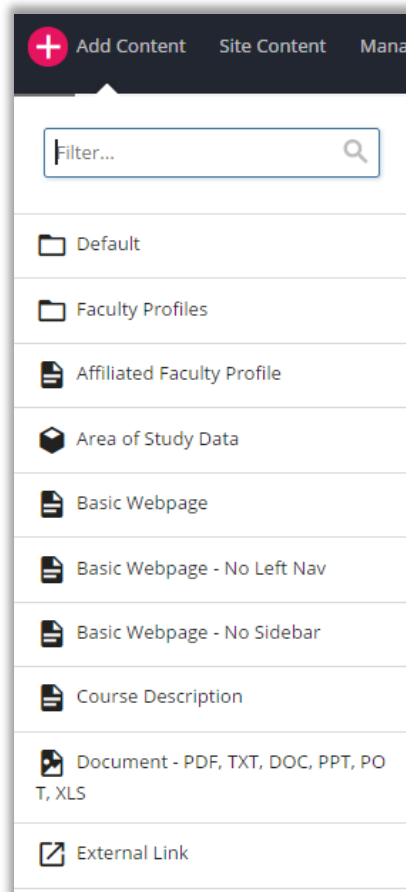 Add Content Site Content Mana
Filter...
Default
Faculty Profiles
Affiliated Faculty Profile
Area of Study Data
Basic Webpage
Basic Webpage - No Left Nav
Basic Webpage - No Sidebar
Course Description
Document - PDF, TXT, DOC, PPT, PO
T, XLS
External Link